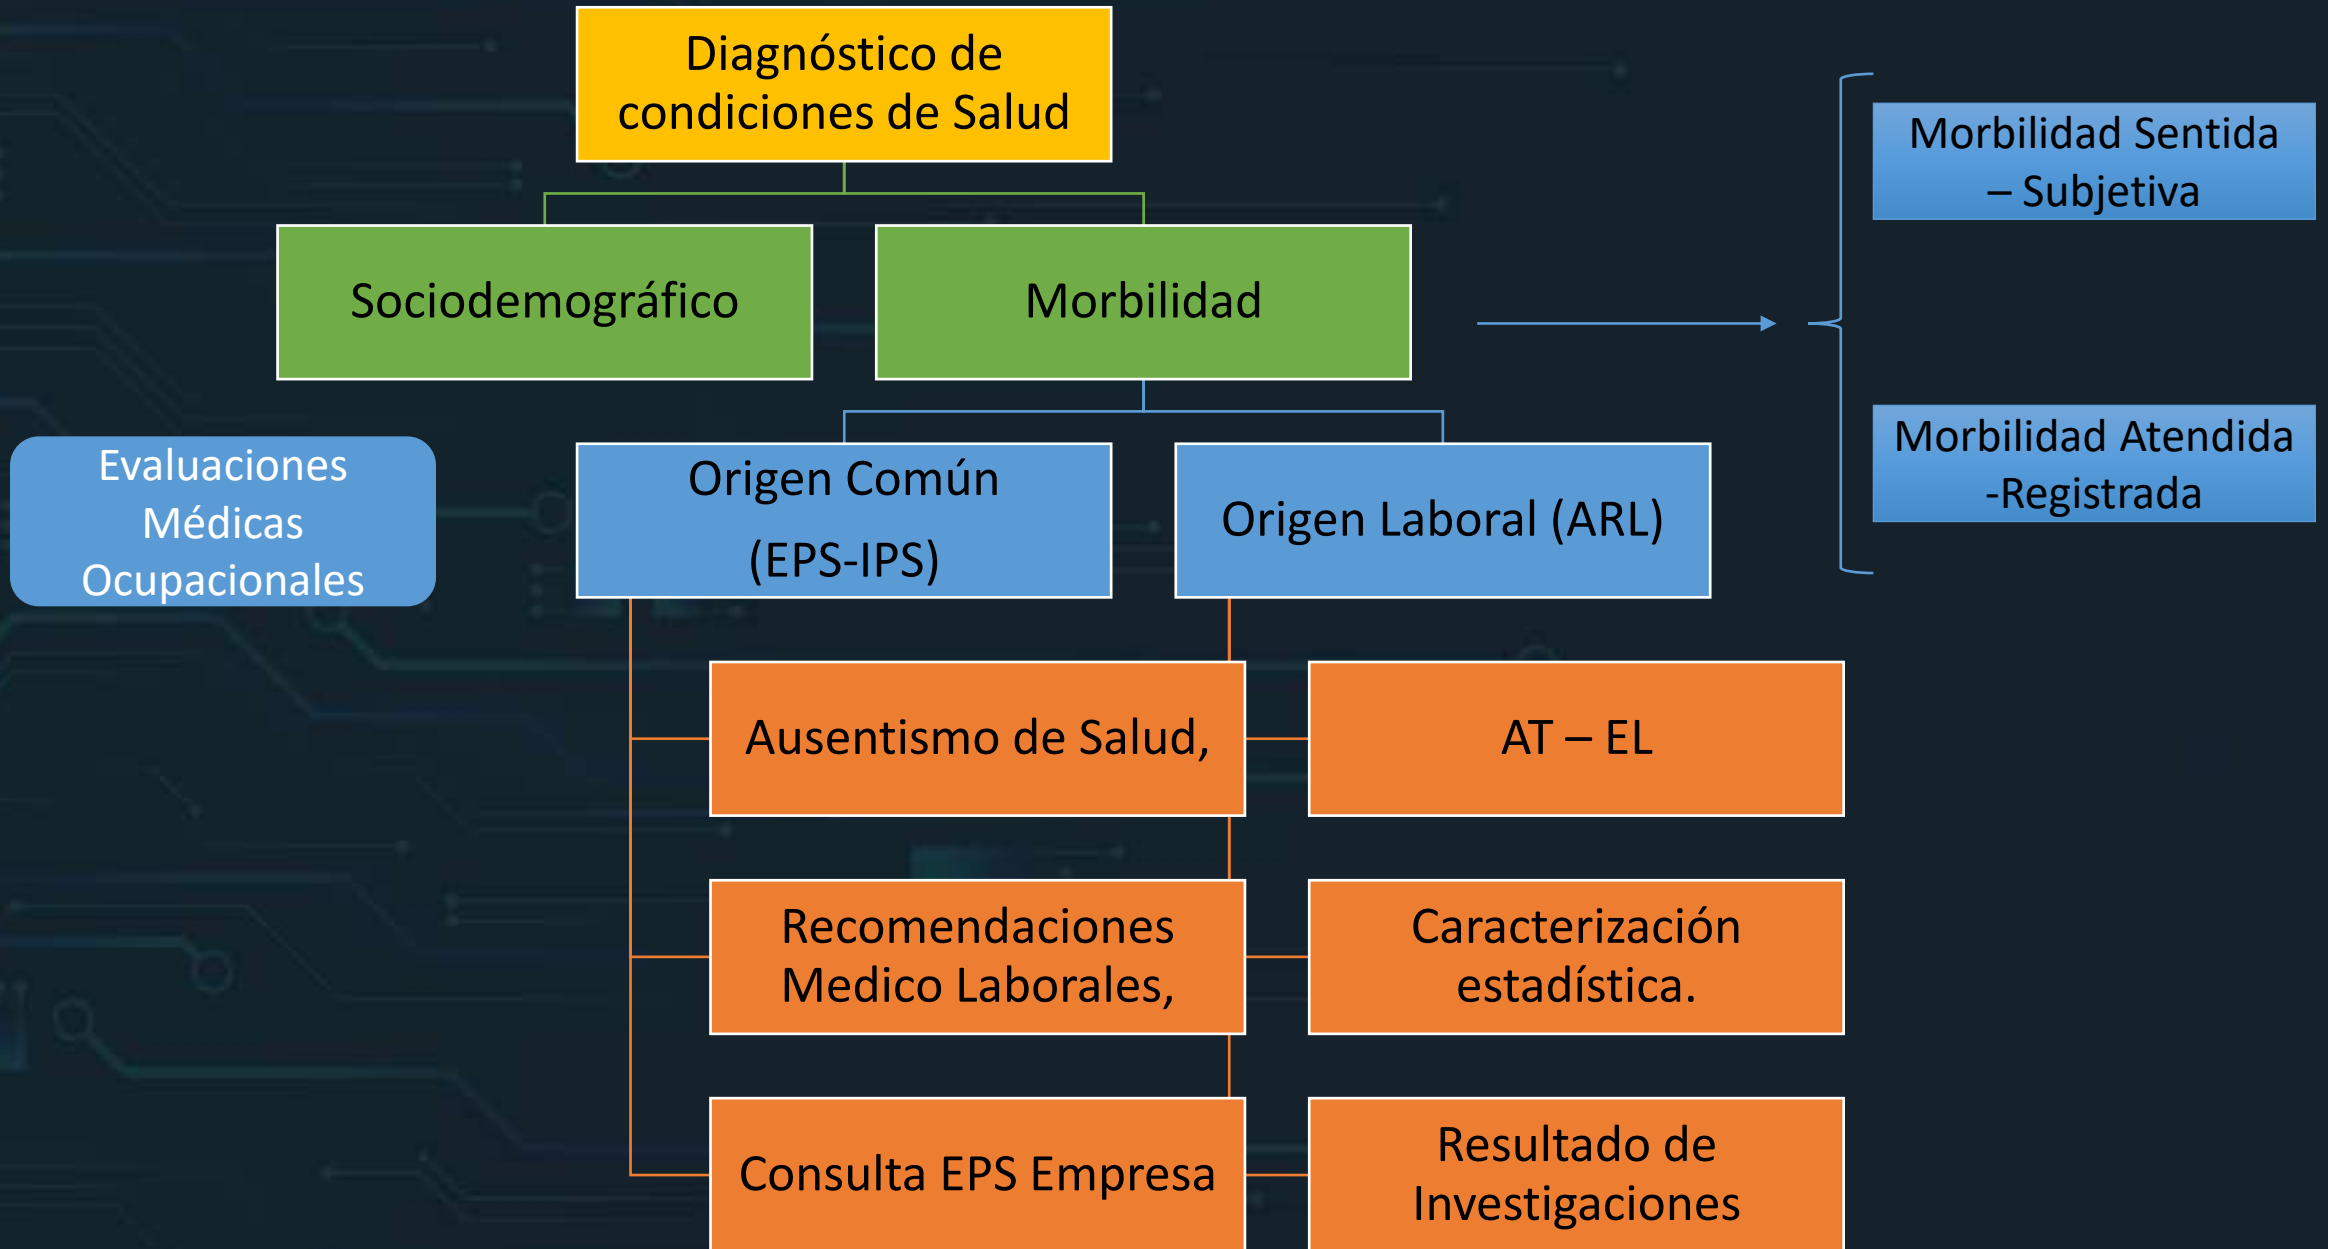 Diagnóstico de
condiciones de Salud
Sociodemográfico
Morbilidad
Morbilidad Sentida
– Subjetiva
Morbilidad Atendida
-Registrada
Evaluaciones
Médicas
Ocupacionales
Origen Común
(EPS-IPS)
Origen Laboral (ARL)
Ausentismo de Salud,
AT – EL
Recomendaciones
Medico Laborales,
Caracterización
estadística.
Consulta EPS Empresa
Resultado de
Investigaciones